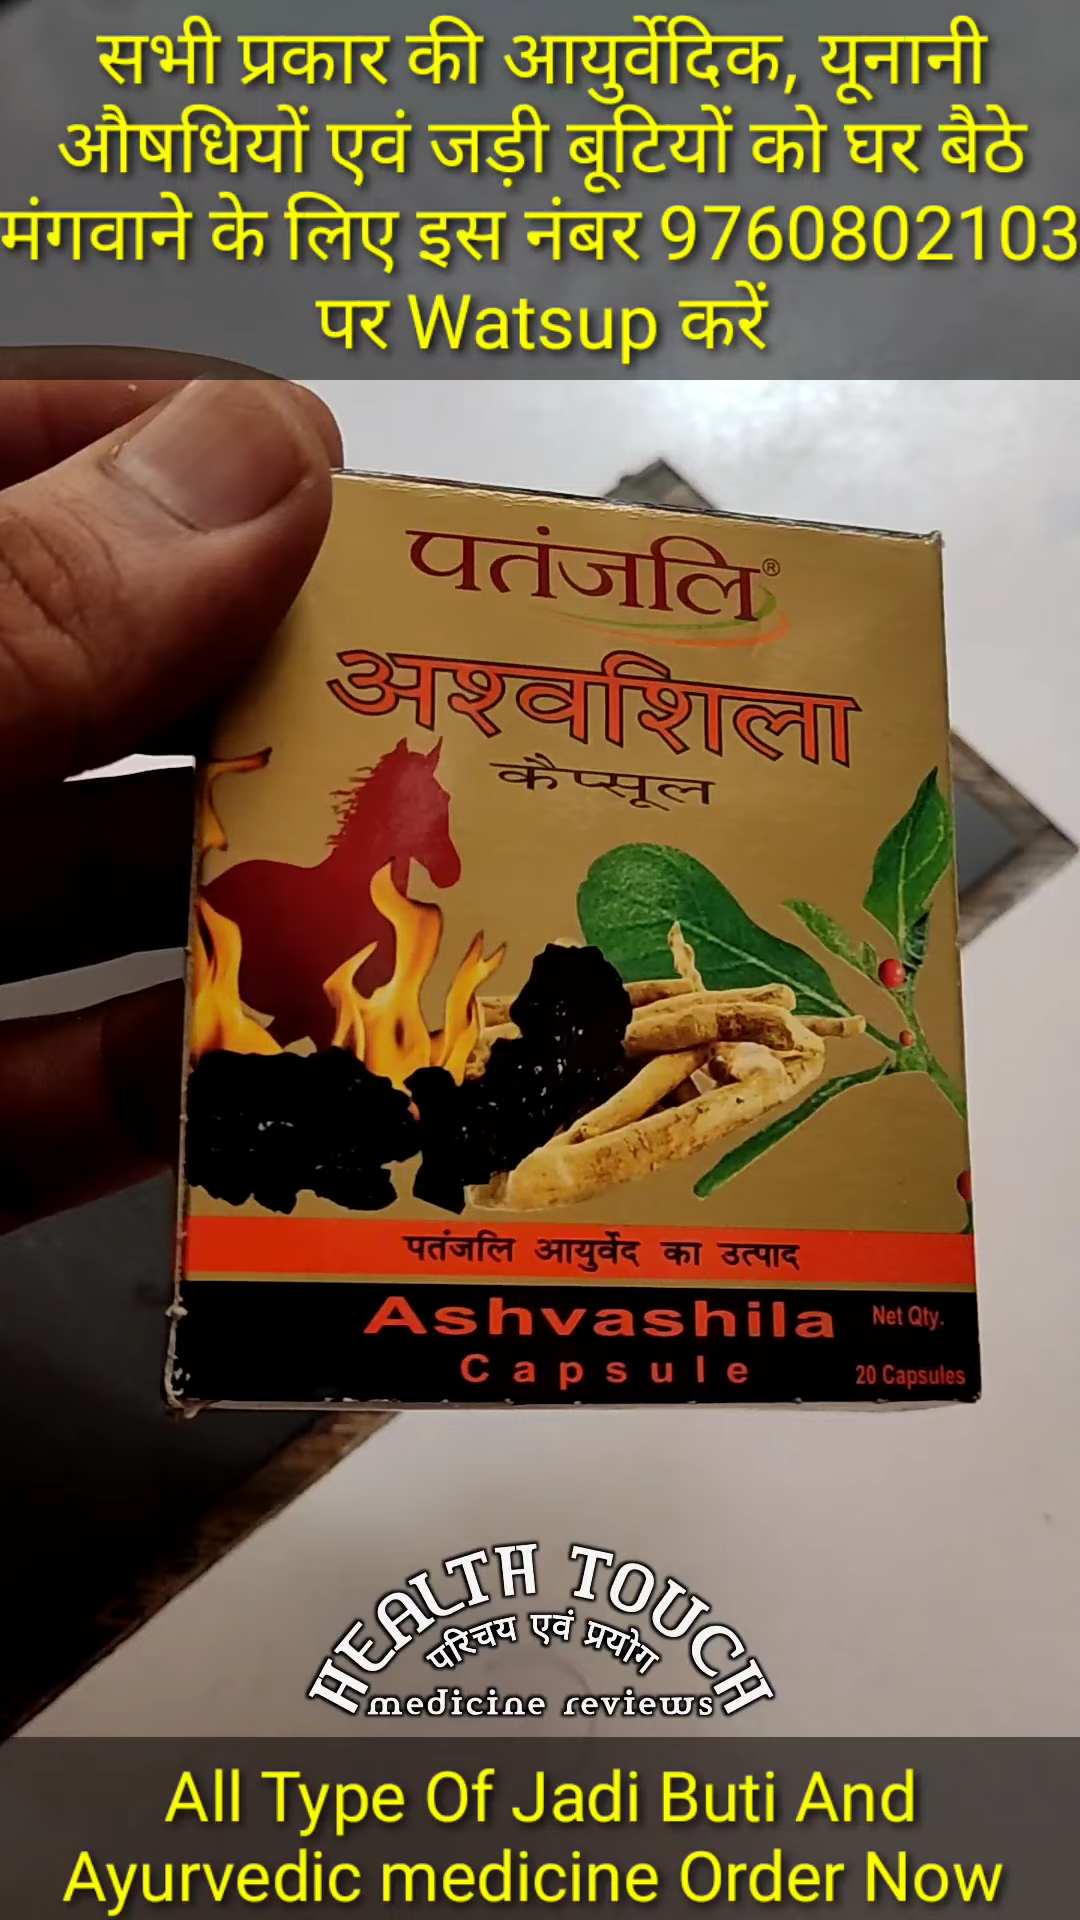 सभी प्रकार की आयुर्वेदिक, यूनानी
औषधियों एवं जड़ी बूटियों को घर बैठे
मंगवाने के लिए इस नंबर 9760802103
पर Watsup करें
पतंजलि®
अश्वशिला
कैप्सूल
पतंजलि आयुर्वेद का उत्पाद
Ashvashila
Capsule
Net Qty.
20 Capsules
HEALTH TOUCH
परिचय एवं प्रयोग
medicine reviews
All Type Of Jadi Buti And
Ayurvedic medicine Order Now